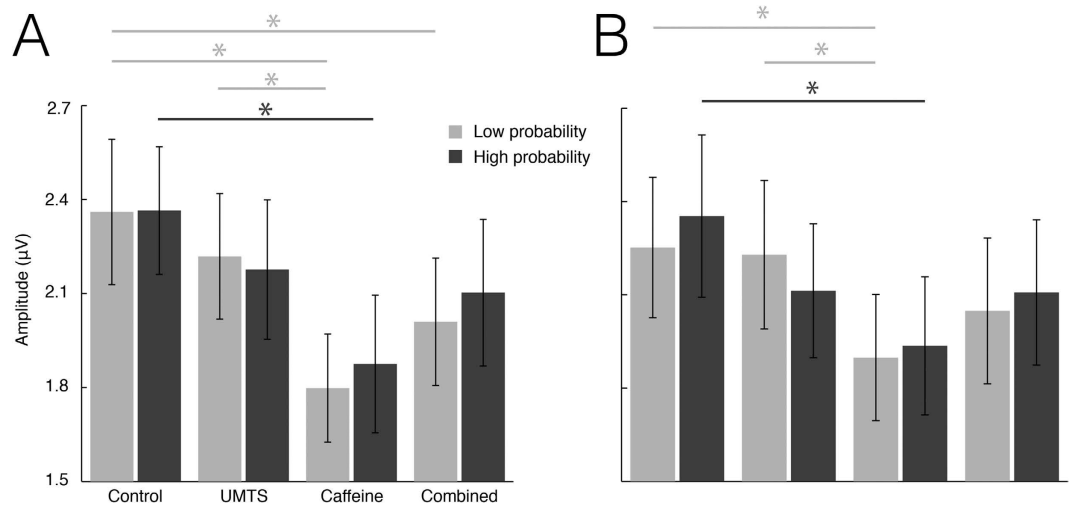 A
B
*
*
*
*
*
*
*
2.7
2.4
2.1
1.8
1.5
Amplitude (μV)
Low probability
High probability
Control UMTS Caffeine Combined